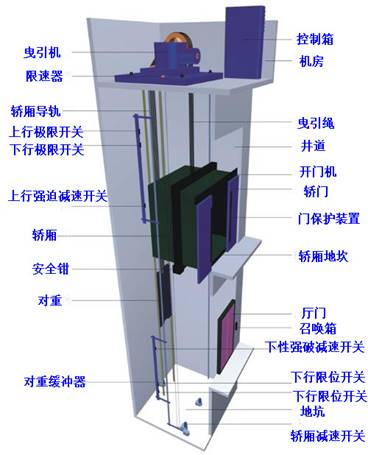 曳引机
限速器
轿厢导轨
上行极限开关
下行极限开关
上行强迫减速开关
轿厢
安全钳
对重
对重缓冲器
控制箱
机房
曳引绳
井道
开门机
轿门
门保护装置
轿厢地坎
厅门
召唤箱
下性强破减速开关
下行限位开关
下行限位开关
地坑
轿厢减速开关